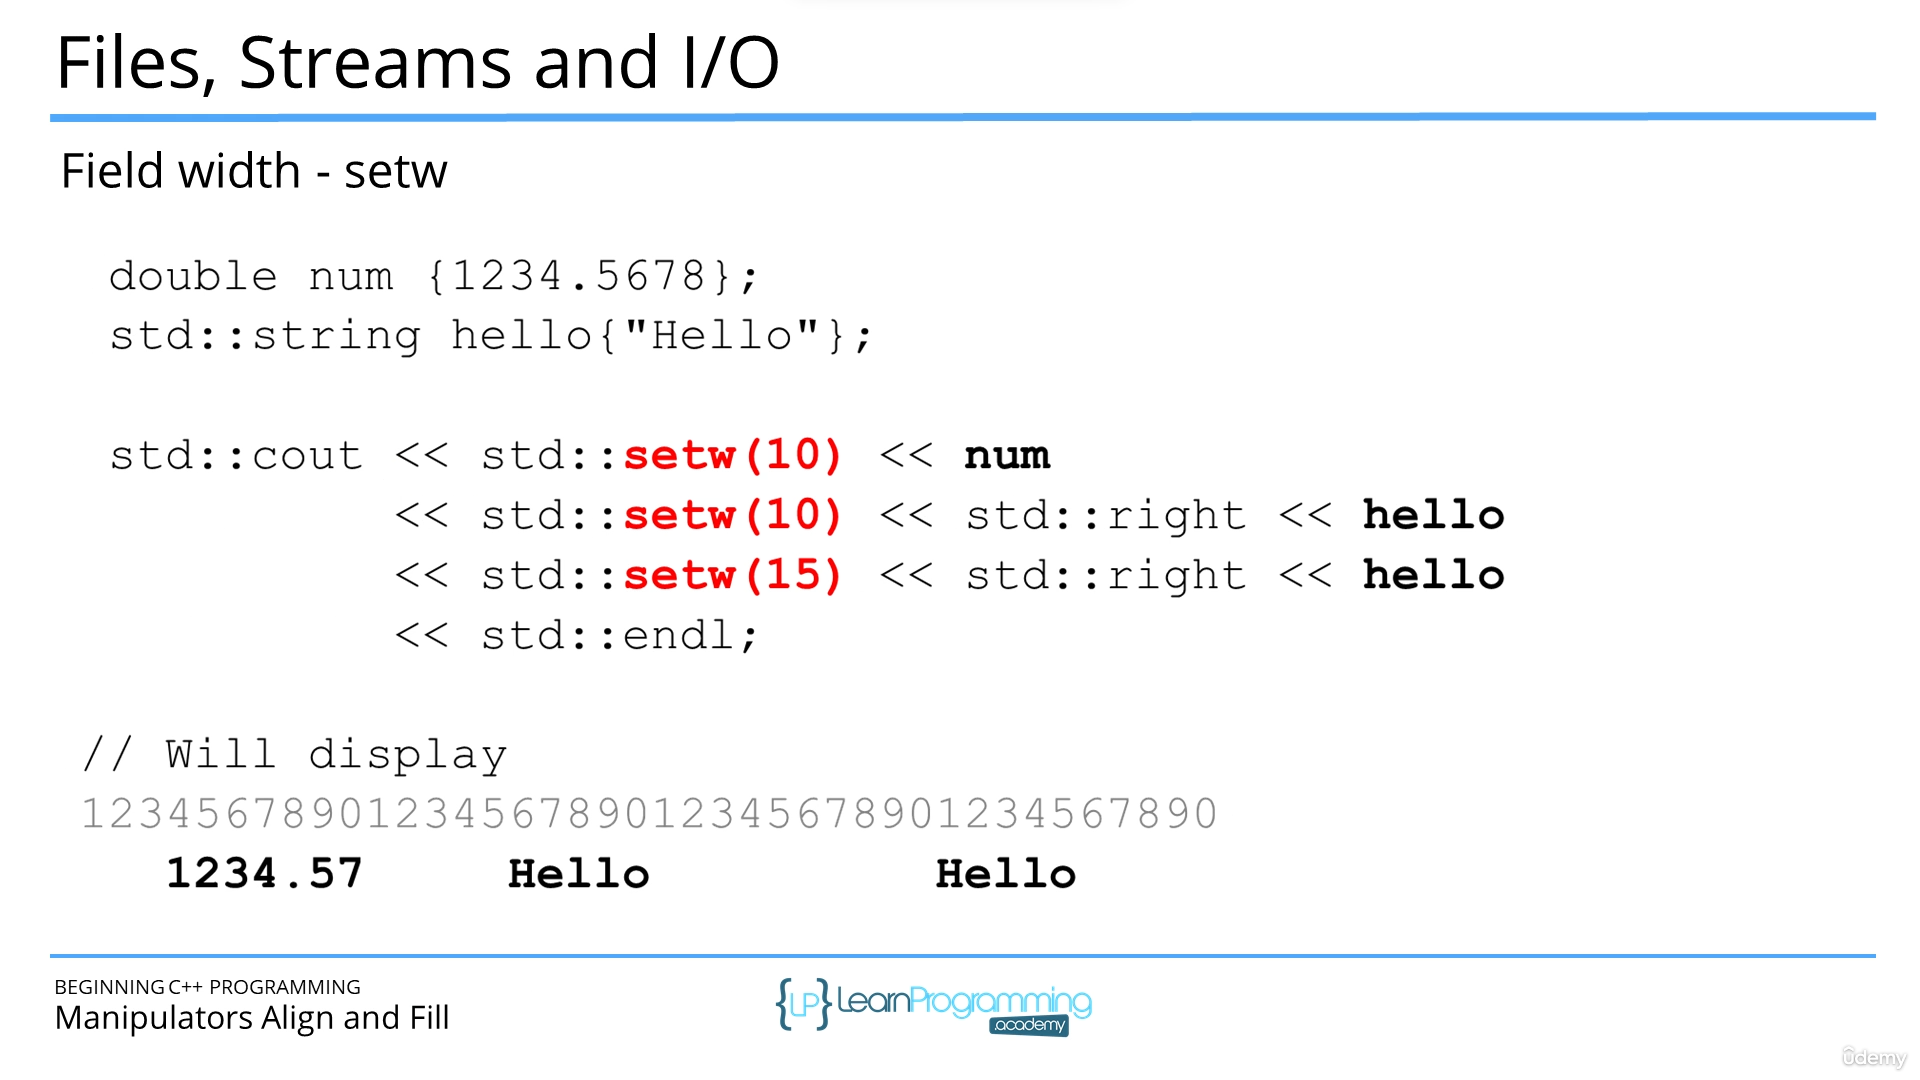 Files, Streams and I/O
Field width - setw
double num {1234.5678};
std::string hello{"Hello"};
std::cout << std::setw(10) << num
<< std::setw(10) << std::right << hello
<< std::setw(15) << std::right << hello
<< std::endl;
// Will display
1234567890123456789012345678901234567890
1234.57 Hello Hello
BEGINNING C++ PROGRAMMING
Manipulators Align and Fill
{LP} LearnProgramming
.academy
ûdemy